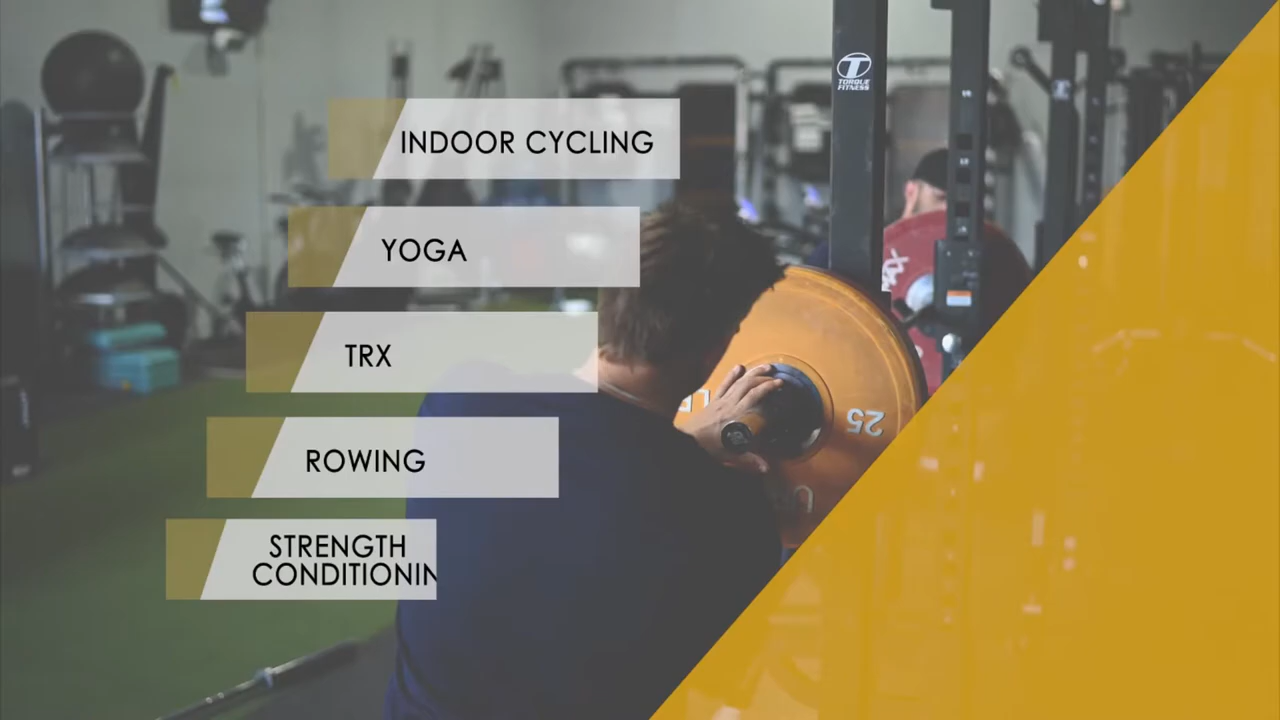 TORQUE
FITNESS
INDOOR CYCLING
YOGA
TRX
ROWING
25
STRENGTH
CONDITIONIN